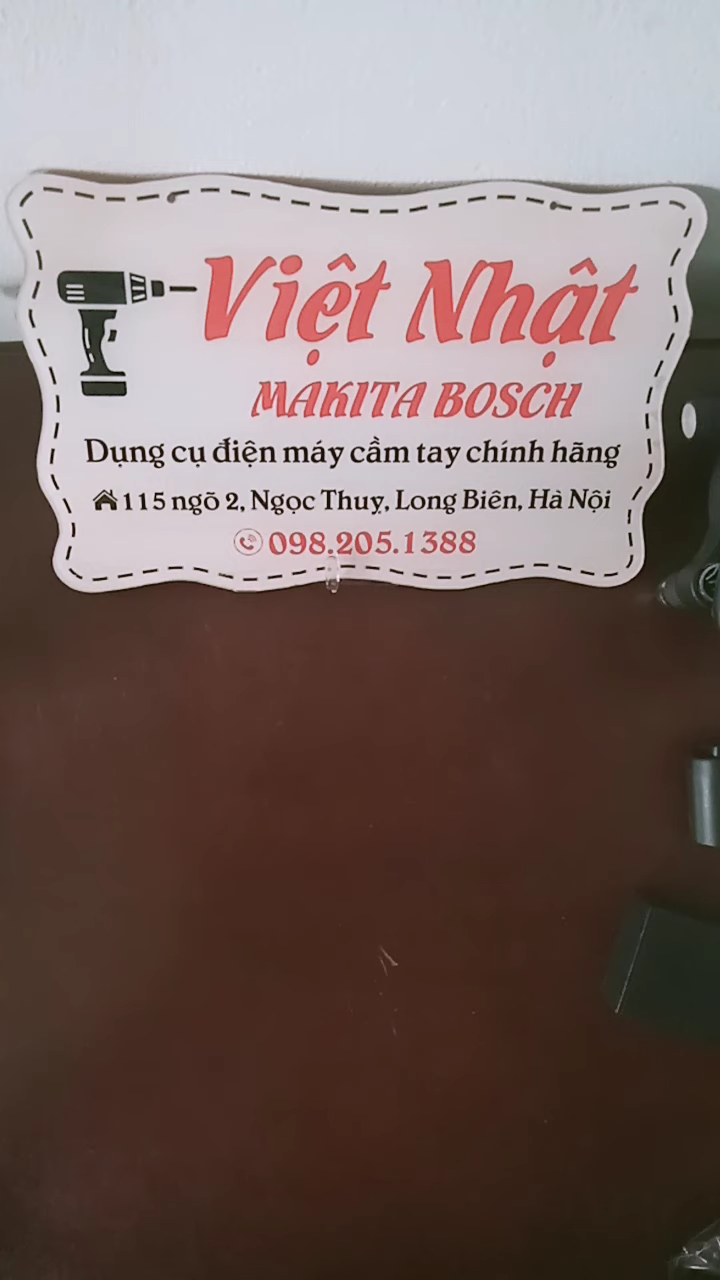 Việt Nhật
MAKITA BOSCH
Dụng cụ điện máy cầm tay chính hãng
115 ngõ 2, Ngọc Thuỵ, Long Biên, Hà Nội
098.205.1388